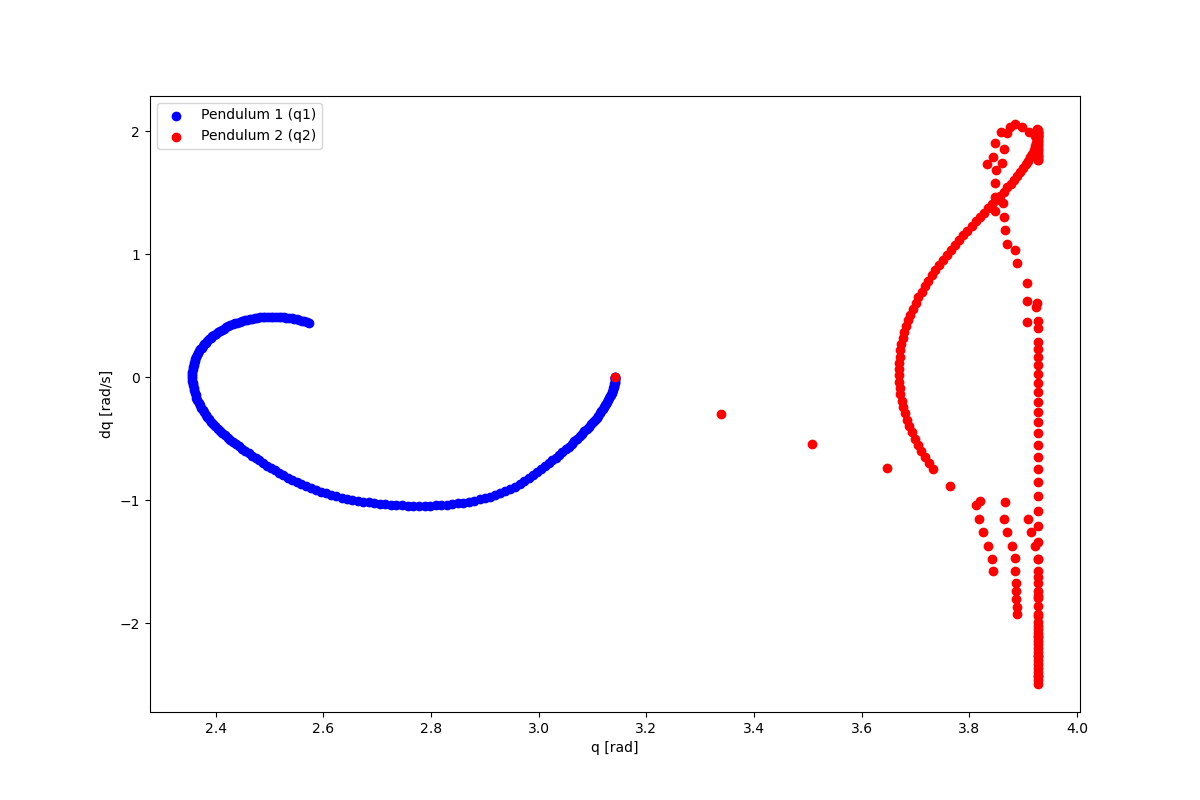 Pendulum 1 (q1)
Pendulum 2 (q2)
2
1
0
−1
−2
dq [rad/s]
2.4 2.6 2.8 3.0 3.2 3.4 3.6 3.8 4.0
q [rad]